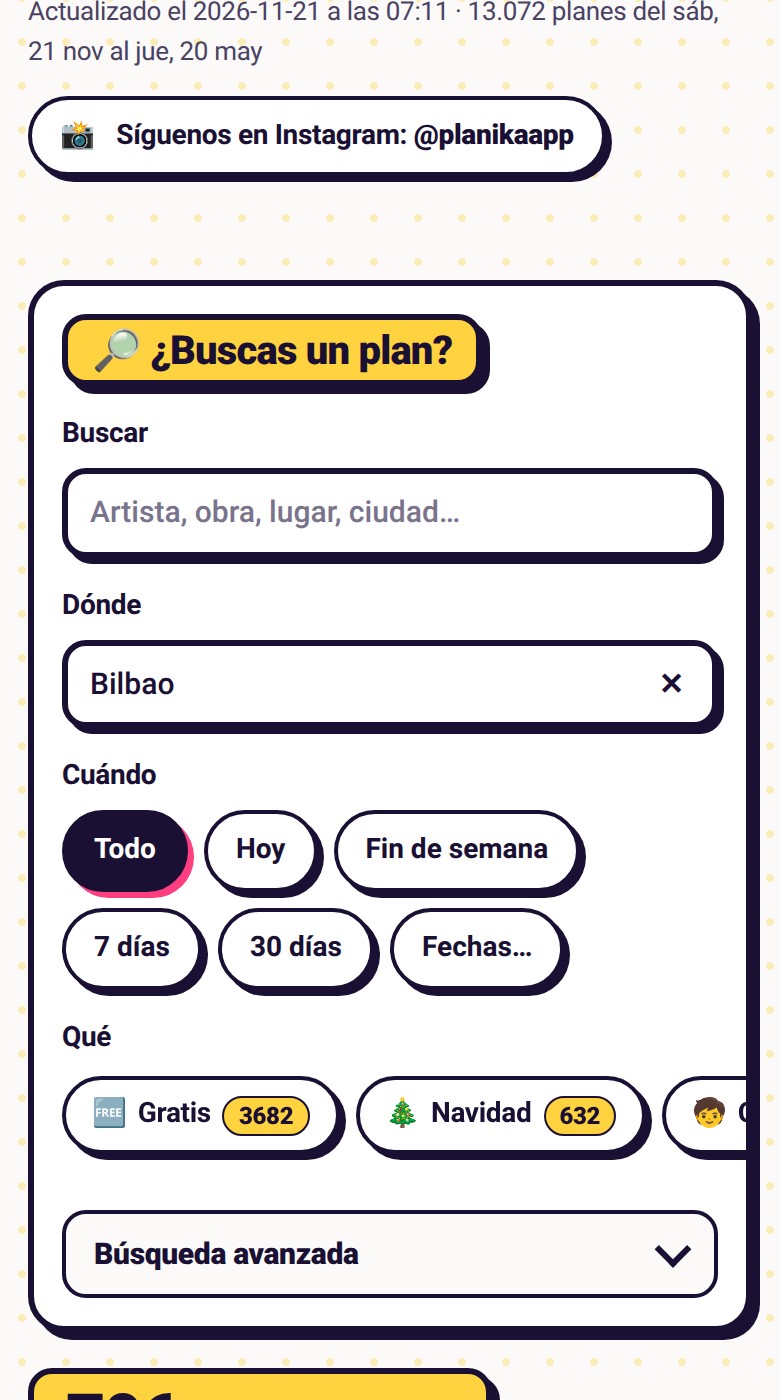 Actualizado el 2026-11-21 a las 07:11 · 13.072 planes del sáb,
21 nov al jue, 20 may
Síguenos en Instagram: @planikaapp
¿Buscas un plan?
Buscar
Artista, obra, lugar, ciudad…
Dónde
Bilbao ✕
Cuándo
Todo Hoy Fin de semana
7 días 30 días Fechas…
Qué
FREE Gratis 3682 Navidad 632
Búsqueda avanzada